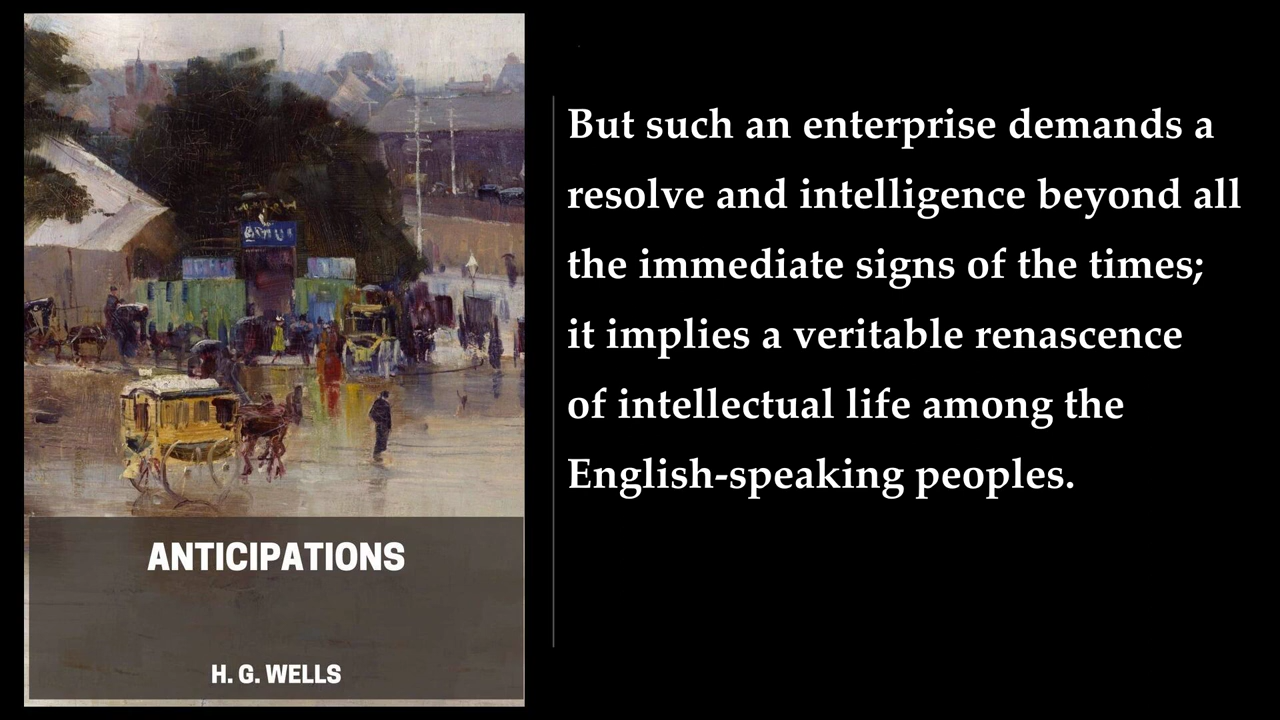 But such an enterprise demands a
resolve and intelligence beyond all
the immediate signs of the times;
it implies a veritable renascence
of intellectual life among the
English-speaking peoples.
ANTICIPATIONS
H. G. WELLS